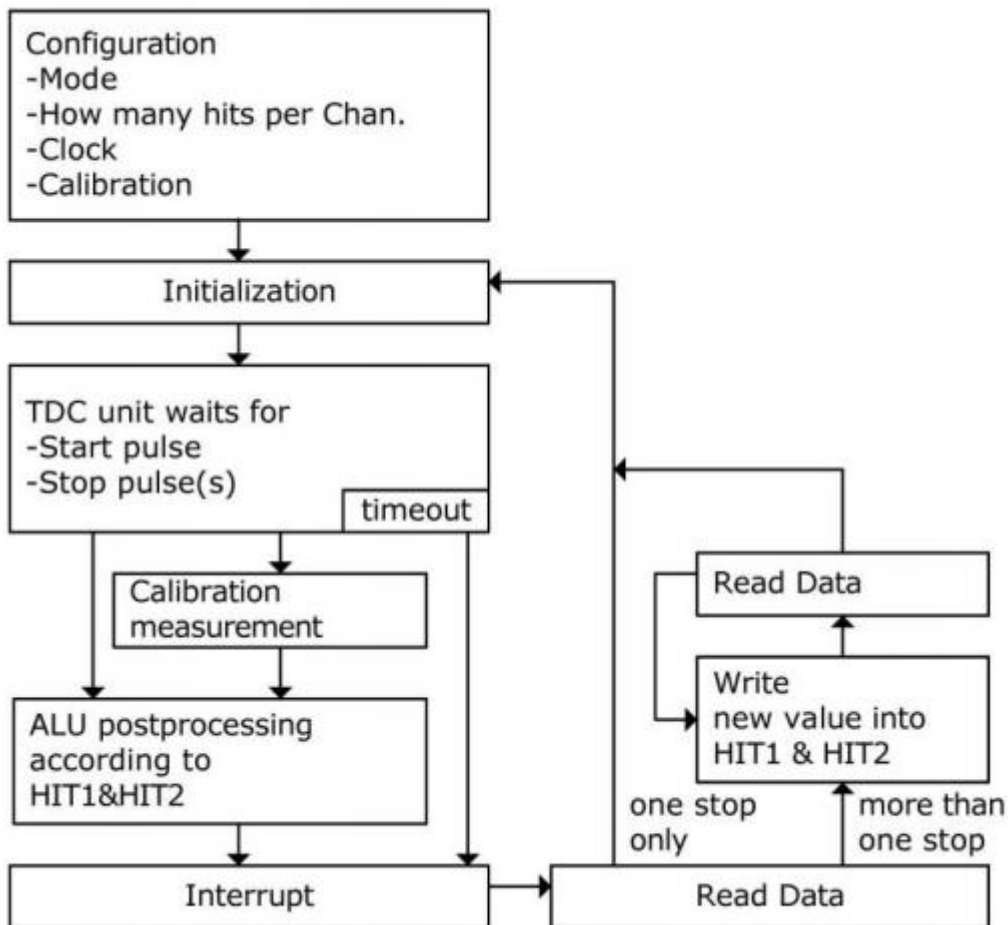 Configuration
-Mode
-How many hits per Chan.
-Clock
-Calibration
Initialization
TDC unit waits for
-Start pulse
-Stop pulse(s)
timeout
Calibration
measurement
ALU postprocessing
according to
HIT1&HIT2
Interrupt
Read Data
Write
new value into
HIT1 & HIT2
one stop
only
more than
one stop
Read Data